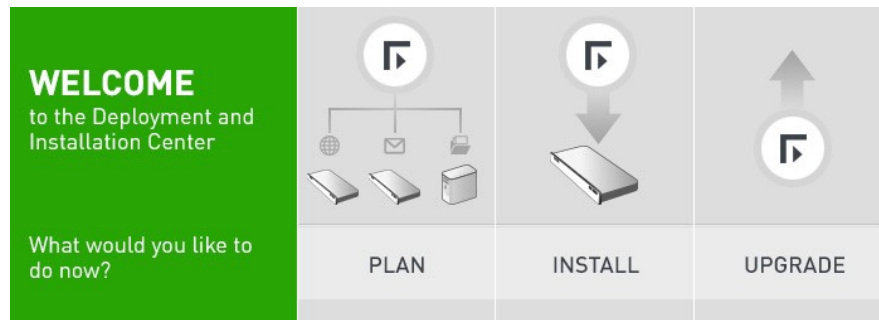 WELCOME
to the Deployment and
Installation Center
What would you like to
do now?
PLAN
INSTALL
UPGRADE